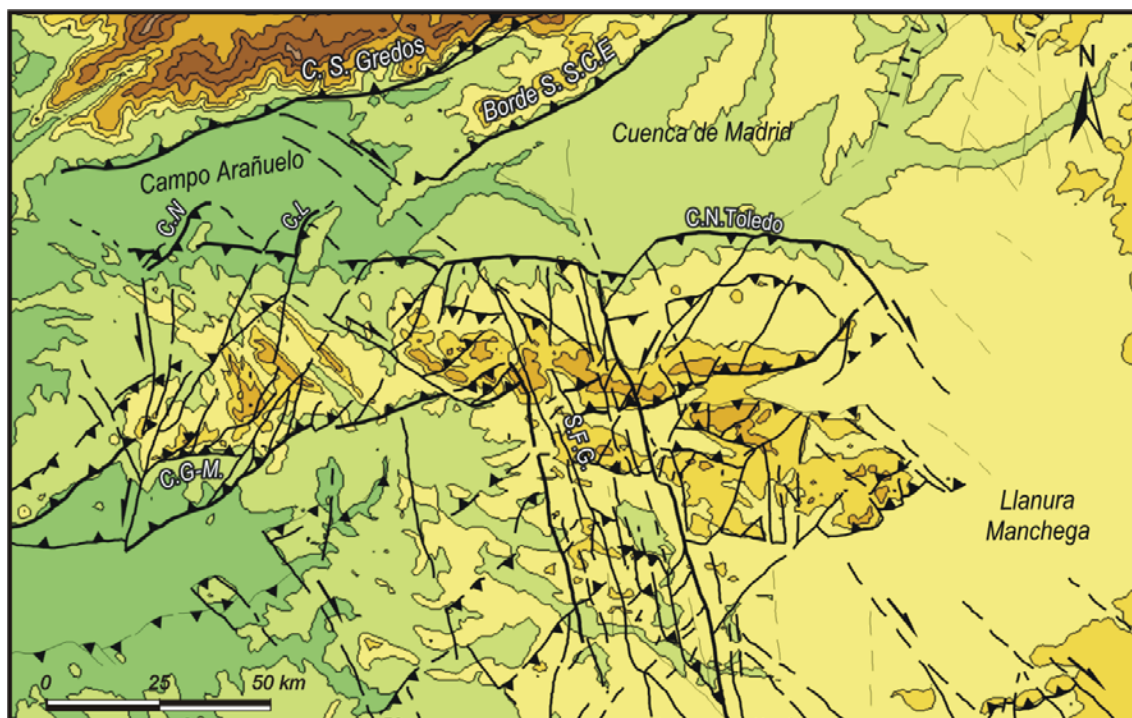 C. S. Gredos
Borde S. S.C.E
N
Cuenca de Madrid
Campo Arañuelo
C.N
C.L
C.N.Toledo
S.F.G.
C.G-M.
Llanura
Manchega
0 25 50 km